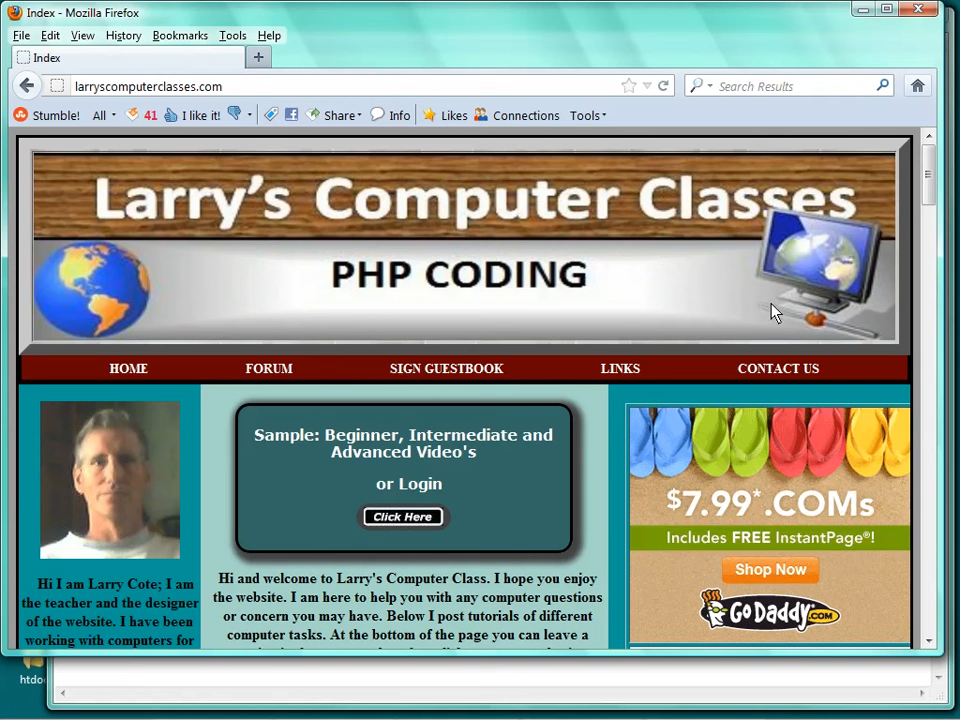 Index - Mozilla Firefox
File Edit View History Bookmarks Tools Help
Index
larryscomputerclasses.com
Search Results
Stumble! All 41 I like it! Share Info Likes Connections Tools
Larry's Computer Classes
PHP CODING
HOME FORUM SIGN GUESTBOOK LINKS CONTACT US
Sample: Beginner, Intermediate and
Advanced Video's
or Login
Click Here
Hi I am Larry Cote; I am
the teacher and the designer
of the website. I have been
working with computers for
Hi and welcome to Larry's Computer Class. I hope you enjoy
the website. I am here to help you with any computer questions
or concern you may have. Below I post tutorials of different
computer tasks. At the bottom of the page you can leave a
$7.99*.COMs
Includes FREE InstantPage®!
Shop Now
GO DADDY.COM
htdoc